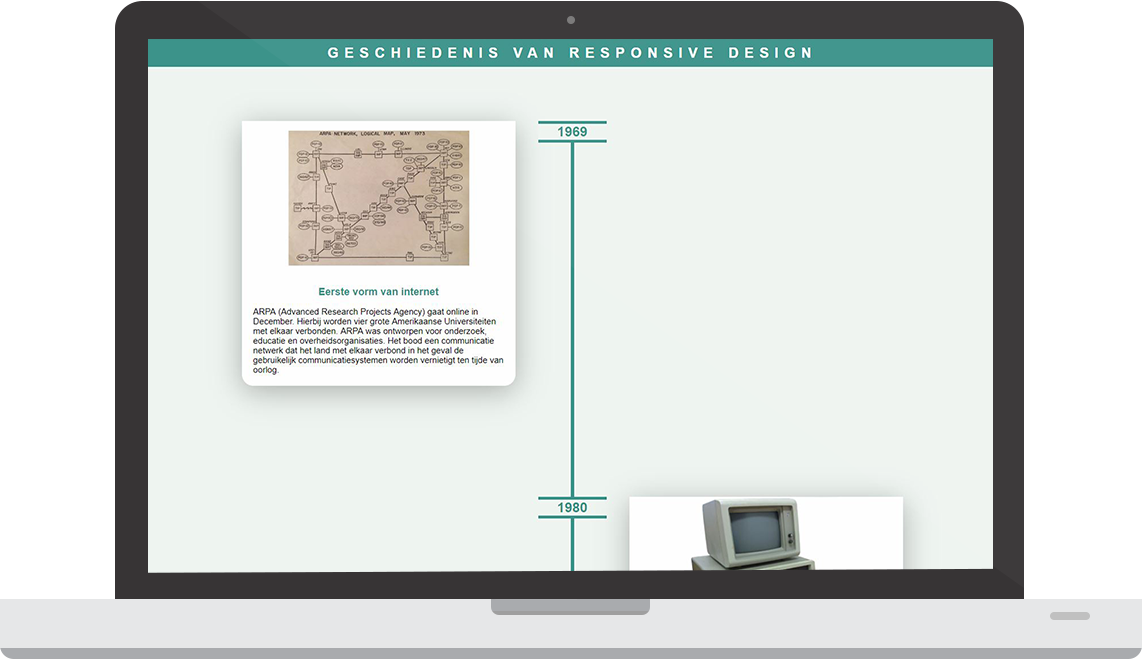 GESCHIEDENIS VAN RESPONSIVE DESIGN
ARPA NETWORK, LOGICAL MAP, MAY 1973
1969
Eerste vorm van internet
ARPA (Advanced Research Projects Agency) gaat online in
December. Hierbij worden vier grote Amerikaanse Universiteiten
met elkaar verbonden. ARPA was ontworpen voor onderzoek,
educatie en overheidsorganisaties. Het bood een communicatie
netwerk dat het land met elkaar verbond in het geval de
gebruikelijk communicatiesystemen worden vernietigt ten tijde van
oorlog.
1980